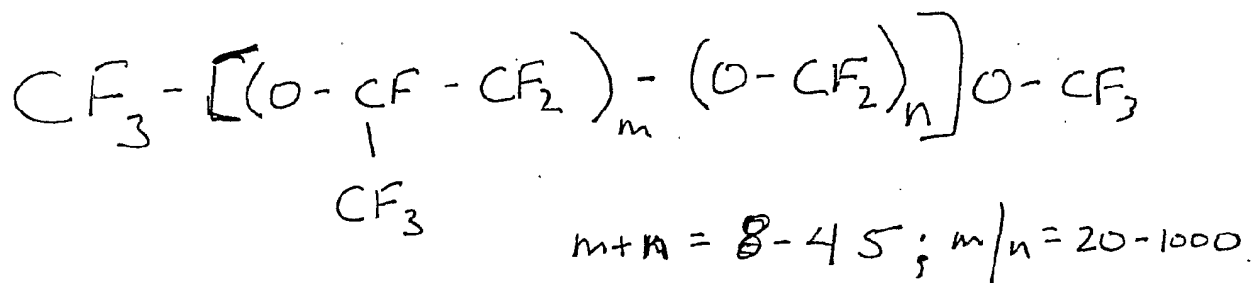 CF₃-[(O-CF-CF₂)ₘ-(O-CF₂)ₙ]O-CF₃
CF₃
m+n = 8-45; m/n = 20-1000.